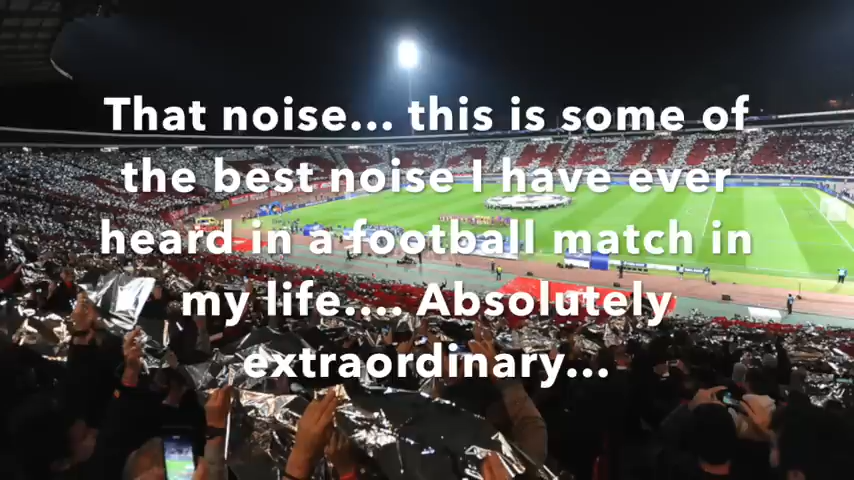 That noise... this is some of
the best noise I have ever
heard in a football match in
my life.... Absolutely
extraordinary...